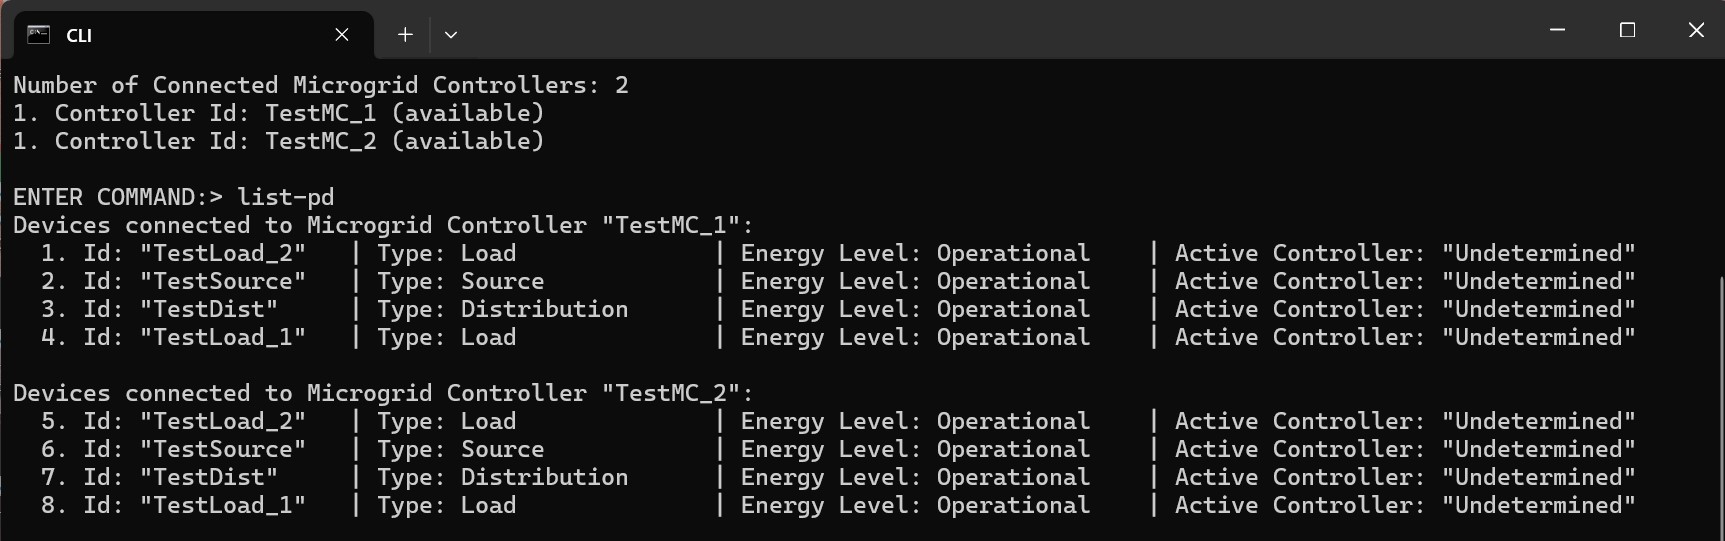 CLI
Number of Connected Microgrid Controllers: 2
1. Controller Id: TestMC_1 (available)
1. Controller Id: TestMC_2 (available)
ENTER COMMAND:> list-pd
Devices connected to Microgrid Controller "TestMC_1":
1. Id: "TestLoad_2" | Type: Load | Energy Level: Operational | Active Controller: "Undetermined"
2. Id: "TestSource" | Type: Source | Energy Level: Operational | Active Controller: "Undetermined"
3. Id: "TestDist" | Type: Distribution | Energy Level: Operational | Active Controller: "Undetermined"
4. Id: "TestLoad_1" | Type: Load | Energy Level: Operational | Active Controller: "Undetermined"
Devices connected to Microgrid Controller "TestMC_2":
5. Id: "TestLoad_2" | Type: Load | Energy Level: Operational | Active Controller: "Undetermined"
6. Id: "TestSource" | Type: Source | Energy Level: Operational | Active Controller: "Undetermined"
7. Id: "TestDist" | Type: Distribution | Energy Level: Operational | Active Controller: "Undetermined"
8. Id: "TestLoad_1" | Type: Load | Energy Level: Operational | Active Controller: "Undetermined"